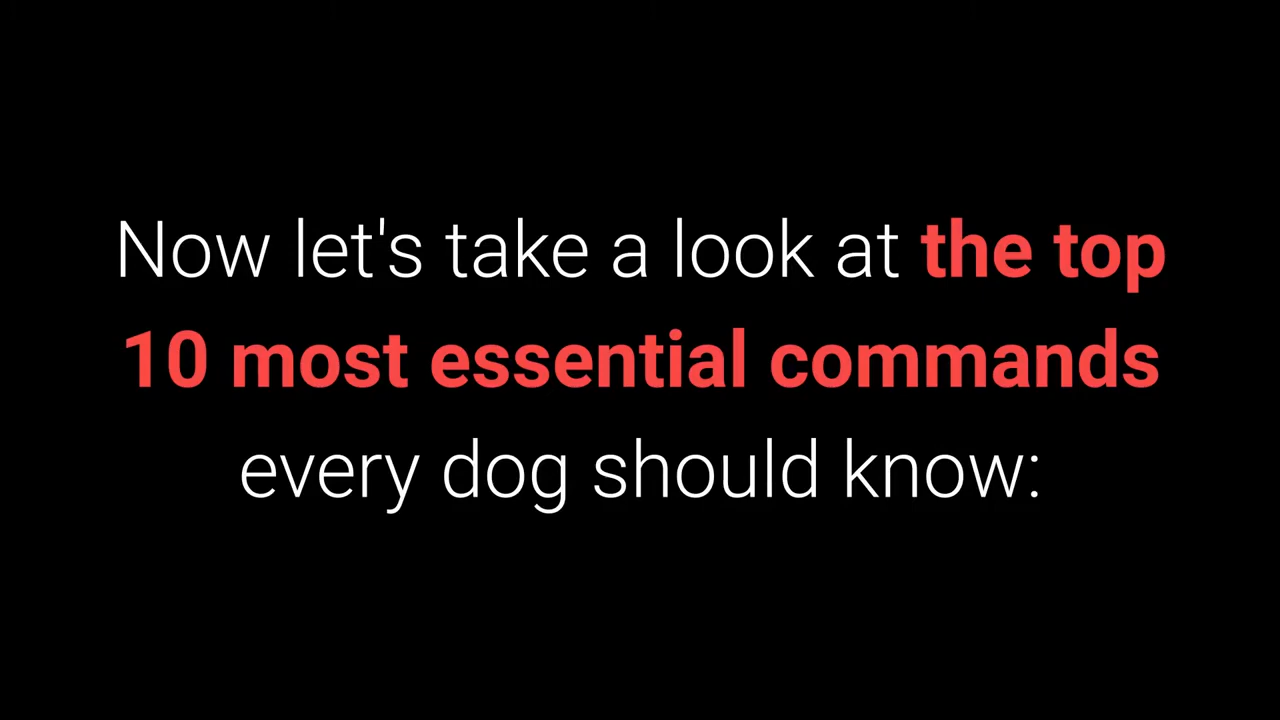 Now let's take a look at the top
10 most essential commands
every dog should know: